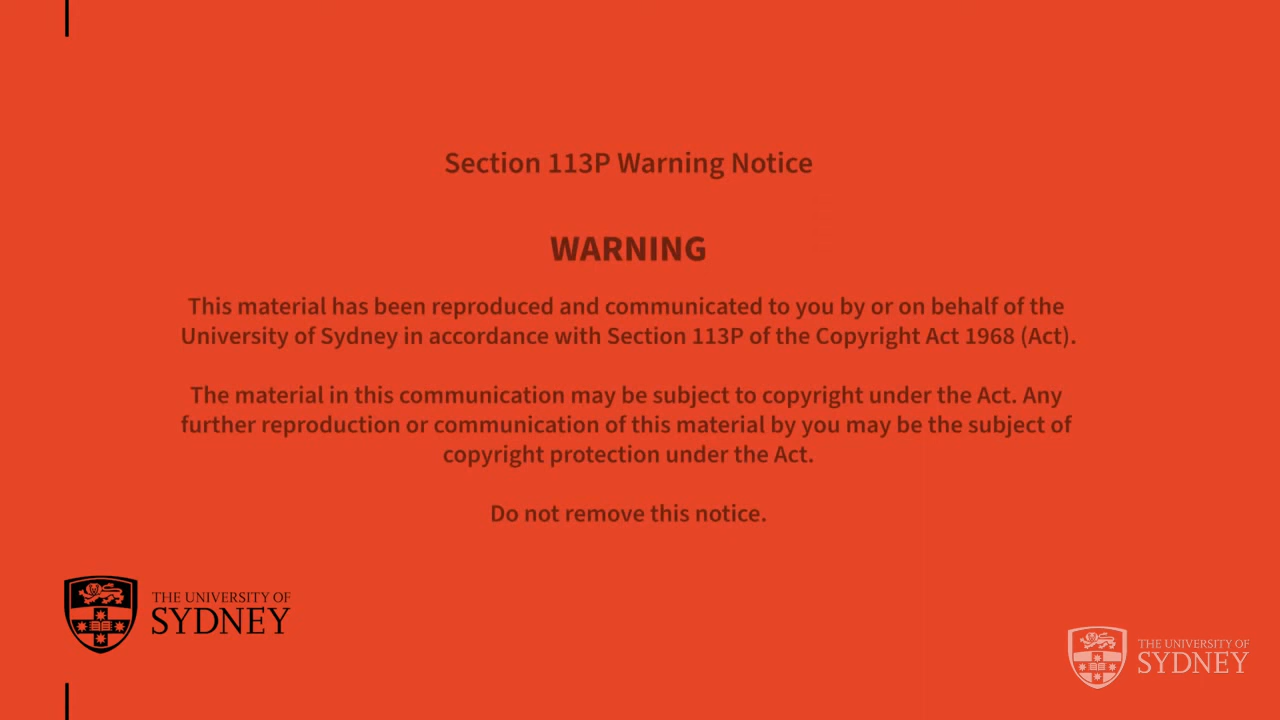 Section 113P Warning Notice
WARNING
This material has been reproduced and communicated to you by or on behalf of the
University of Sydney in accordance with Section 113P of the Copyright Act 1968 (Act).
The material in this communication may be subject to copyright under the Act. Any
further reproduction or communication of this material by you may be the subject of
copyright protection under the Act.
Do not remove this notice.
THE UNIVERSITY OF
SYDNEY
THE UNIVERSITY OF
SYDNEY